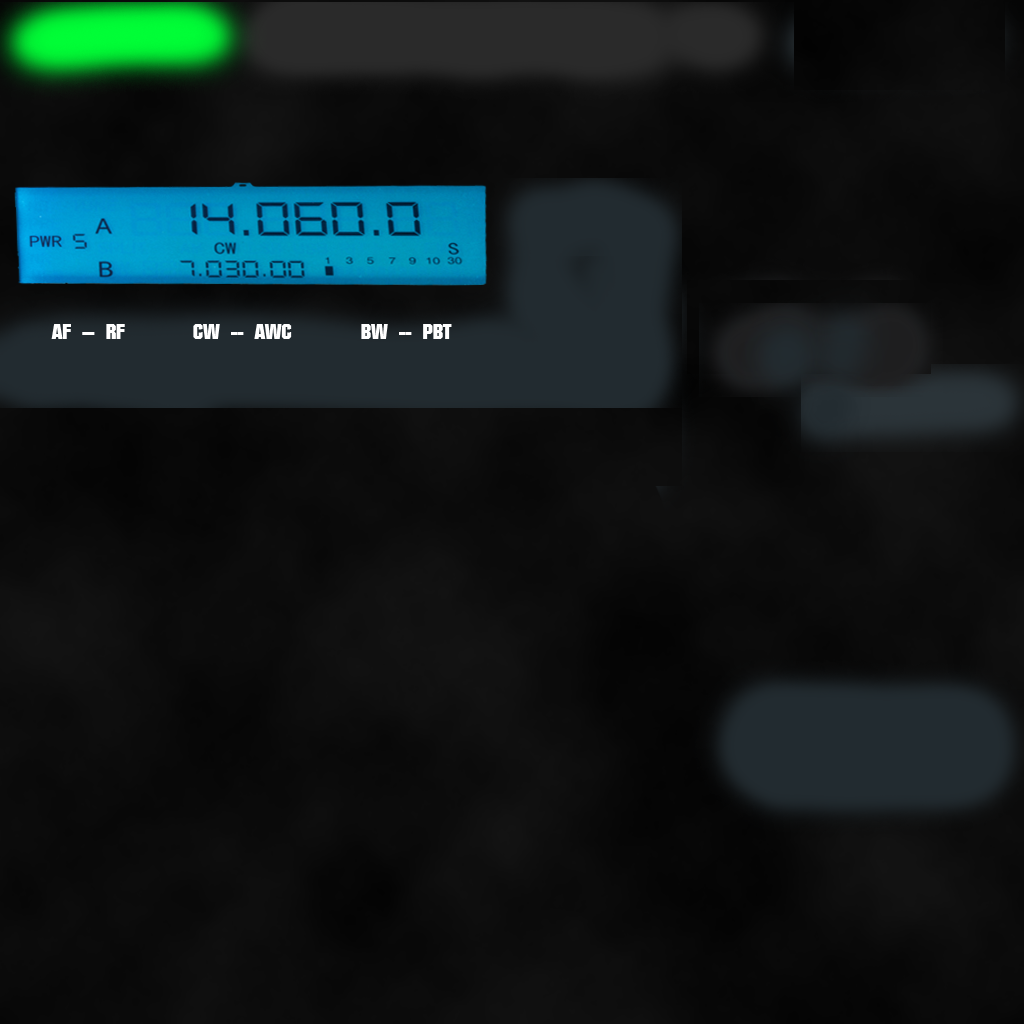 A 14.060.0
PWR 5
CW S
B 7.030.00 1 3 5 7 9 10 30
AF -- RF CW -- AWC BW -- PBT